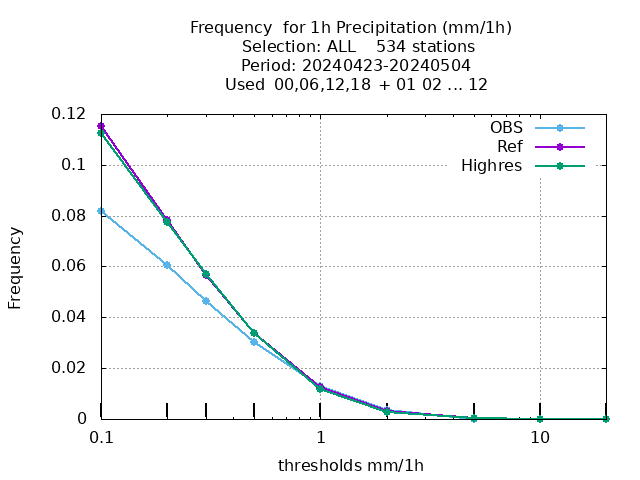 Frequency  for 1h Precipitation (mm/1h)
Selection: ALL    534 stations
Period: 20240423-20240504
Used  00,06,12,18 + 01 02 ... 12
OBS
Ref
Highres
0.12
0.1
0.08
0.06
0.04
0.02
0
Frequency
0.1
1
10
thresholds mm/1h